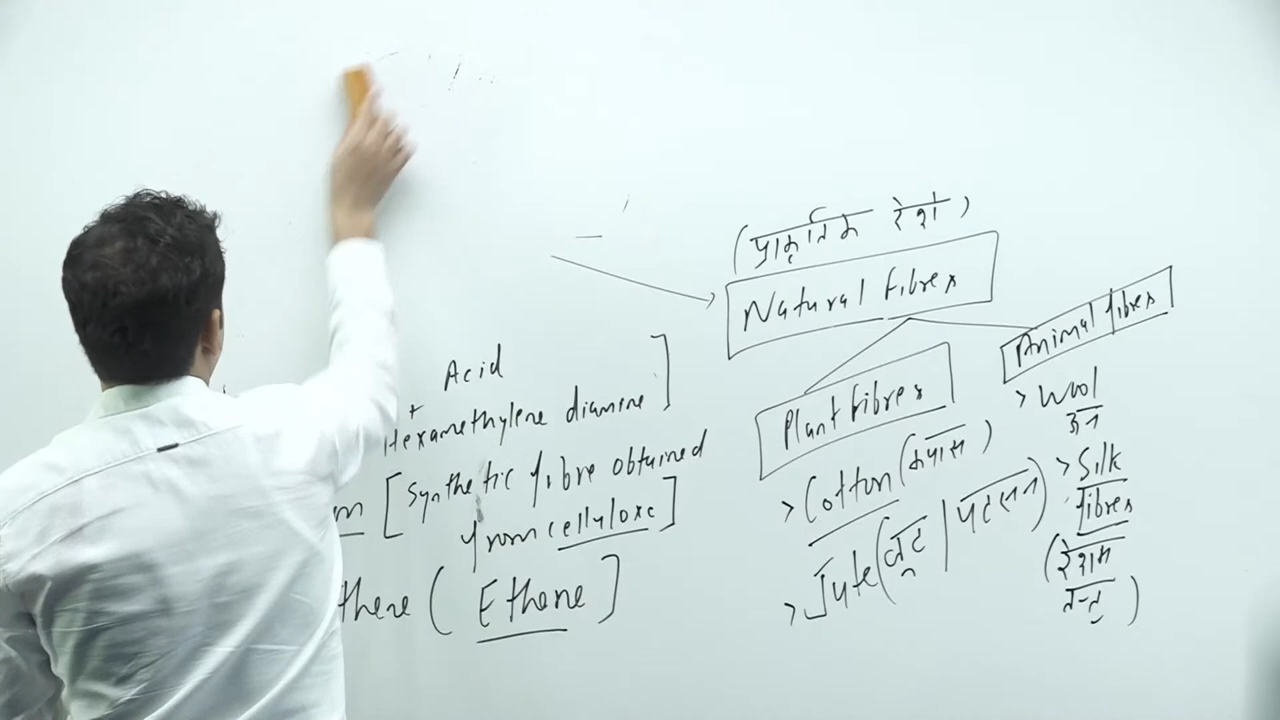 Acid
+
Hexamethylene diamine ]
[ Synthetic fibre obtained
from cellulose ]
( Ethene ]
(प्राकृतिक रेशे)
Natural fibres
Plant fibres
> Cotton (कपास)
> Jute (जूट | पटसन)
Animal fibres
> Wool
ऊन
> Silk
fibres
(रेशम
तन्तु)